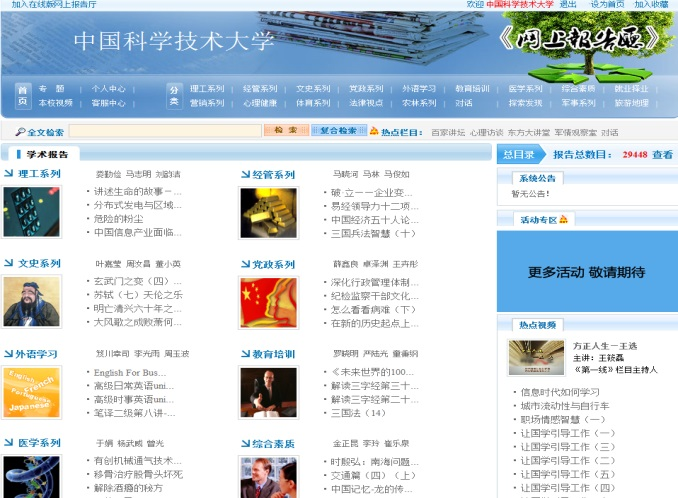 加入在线版网上报告厅
欢迎 中国科学技术大学 退出 设为首页 加入收藏
中国科学技术大学
《网上报告厅》
首页
专 题 | 个人中心 |
本校视频 | 客服中心 |
分类
理工系列 | 经管系列 | 文史系列 | 党政系列 | 外语学习 | 教育培训 | 医学系列 | 综合素质 | 就业择业 |
营销系列 | 心理健康 | 体育系列 | 法律视点 | 农林系列 | 对话 | 探索发现 | 军事系列 | 旅游地理 |
全文检索
检 索
复合检索
热点栏目: 百家讲坛 心理访谈 东方大讲堂 军情观察室 对话
总目录 报告总数目: 29448 查看
学术报告
理工系列
娄勤俭 马志明 刘韵洁
· 讲述生命的故事－...
· 分布式发电与区域...
· 危险的粉尘
· 中国信息产业面临...
经管系列
马晓河 马林 马俊如
· 破·立－－企业变...
· 易经领导力十二项...
· 中国经济五十人论...
· 三国兵法智慧（十）
文史系列
叶嘉莹 周汝昌 董小英
· 玄武门之变（四）...
· 苏轼（七）天伦之乐
· 明亡清兴六十年之...
· 大风歌之成败萧何...
党政系列
薛鑫良 卓泽渊 王卉彤
· 深化行政管理体制...
· 纪检监察干部文化...
· 怎么看看病难（下）
· 在新的历史起点上...
外语学习
笈川幸司 李光雨 周玉波
· English For Bus...
· 高级日常英语uni...
· 高级时事英语uni...
· 笔译二级第八讲-...
English
French
Portuguese
Japanese
教育培训
罗晓明 严陆光 董春钢
· 《未来世界的100...
· 解读三字经第三十...
· 解读三字经第二十...
· 三国法（14）
医学系列
于娟 杨武威 曾光
· 有创机械通气技术...
· 移骨治疗股骨头坏死
· 解除酒瘾的秘方
综合素质
金正昆 李玲 崔乐泉
· 时殷弘：南海问题...
· 交通篇（四）（上）
· 中国记忆-龙的传...
系统公告
暂无公告!
活动专区
更多活动 敬请期待
热点视频
方正人生－王选
主讲：王筱磊
《第一线》栏目主持人
· 信息时代如何学习
· 城市流动性与自行车
· 职场情感智慧（一）
· 让国学引导工作（一）
· 让国学引导工作（三）
· 让国学引导工作（二）
· 让国学引导工作（五）
· 让国学引导工作（四）